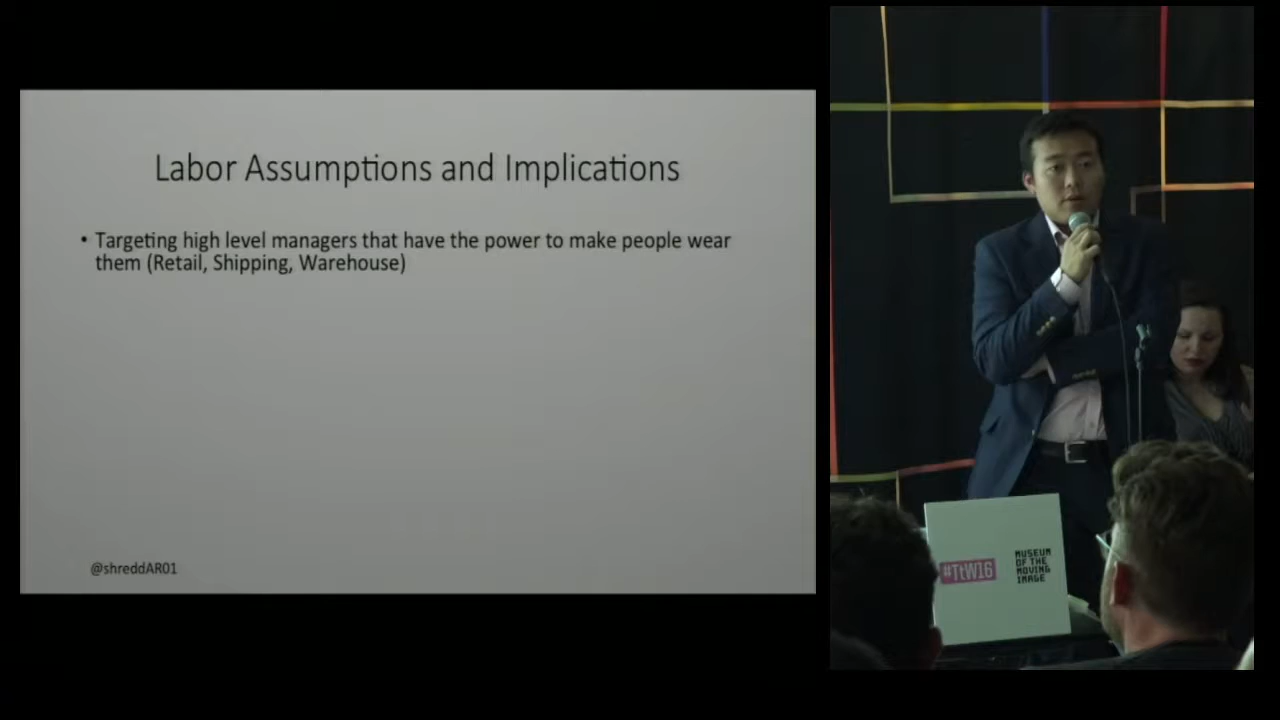 Labor Assumptions and Implications
• Targeting high level managers that have the power to make people wear
them (Retail, Shipping, Warehouse)
@shreddAR01
#TtW16
MUSEUM
OF THE
MOVING
IMAGE